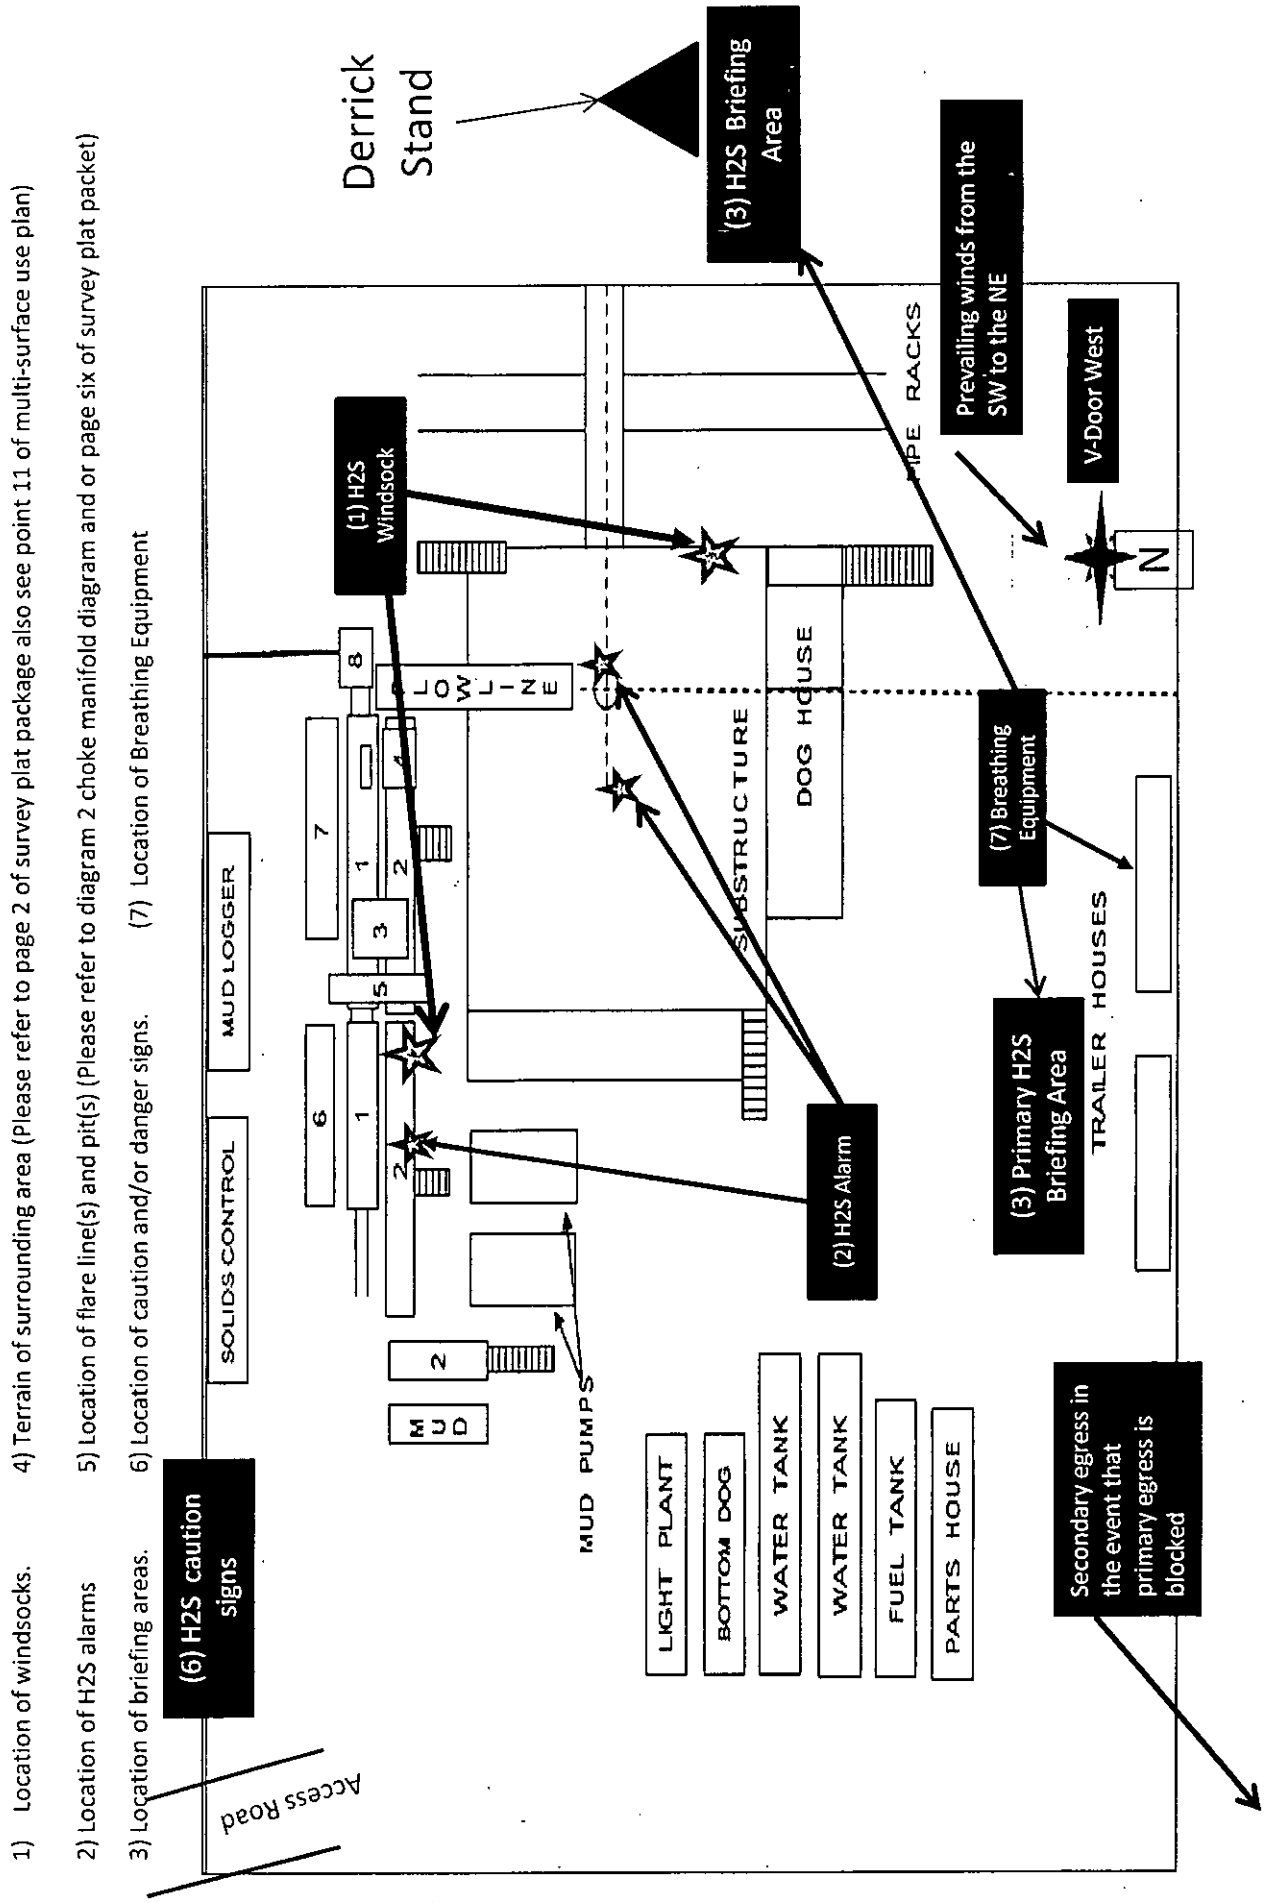 1) Location of windsocks.
4) Terrain of surrounding area (Please refer to page 2 of survey plat package also see point 11 of multi-surface use plan)
2) Location of H2S alarms
5) Location of flare line(s) and pit(s) (Please refer to diagram 2 choke manifold diagram and or page six of survey plat packet)
3) Location of briefing areas.
6) Location of caution and/or danger signs.
(7) Location of Breathing Equipment
(6) H2S caution
signs
Access Road
SOLIDS CONTROL
MUD LOGGER
6
7
1
1
8
5
3
2
2
4
2
MUD
FLOWLINE
(1) H2S
Windsock
Derrick
Stand
MUD PUMPS
SUBSTRUCTURE
DOG HOUSE
(3) H2S Briefing
Area
LIGHT PLANT
BOTTOM DOG
WATER TANK
WATER TANK
FUEL TANK
PARTS HOUSE
(2) H2S Alarm
PIPE RACKS
Prevailing winds from the
SW to the NE
(7) Breathing
Equipment
(3) Primary H2S
Briefing Area
TRAILER HOUSES
V-Door West
N
Secondary egress in
the event that
primary egress is
blocked